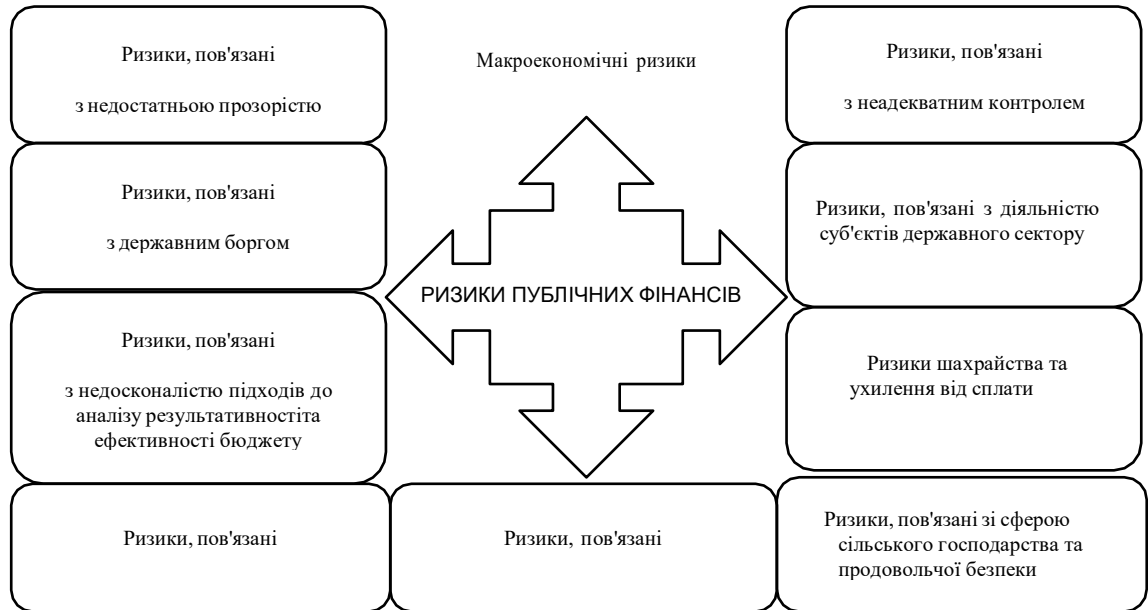 Ризики, пов'язані
з недостатньою прозорістю
Макроекономічні ризики
Ризики, пов'язані
з неадекватним контролем
Ризики, пов'язані
з державним боргом
Ризики, пов'язані з діяльністю
суб'єктів державного сектору
РИЗИКИ ПУБЛІЧНИХ ФІНАНСІВ
Ризики, пов'язані
з недосконалістю підходів до
аналізу результативностіта
ефективності бюджету
Ризики шахрайства та
ухилення від сплати
Ризики, пов'язані
Ризики, пов'язані
Ризики, пов'язані зі сферою
сільського господарства та
продовольчої безпеки